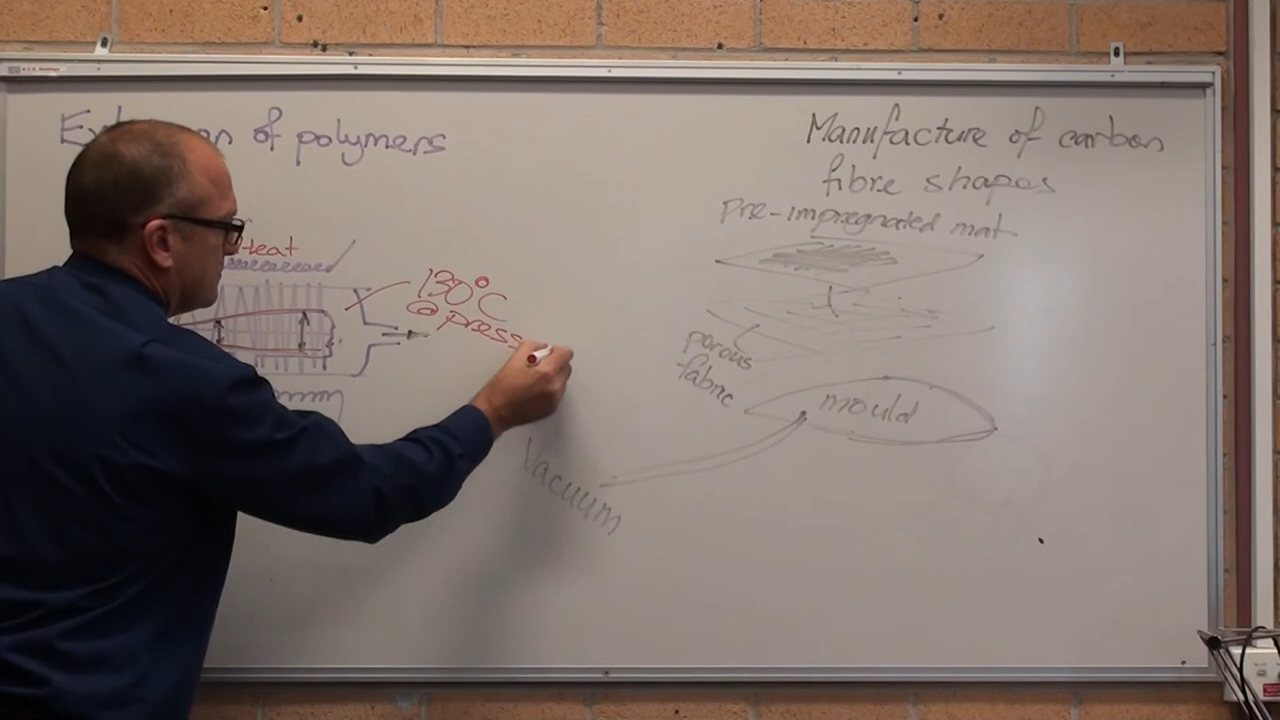 of polymers
Heat
130°C
@ press
Manufacture of carbon
fibre shapes
Pre-impregnated mat
porous
fabric
mould
Vacuum